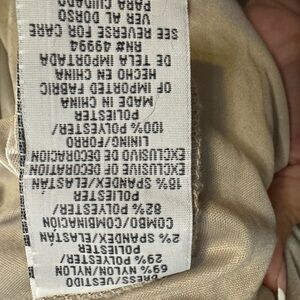 DRESS/VESTIDO
69% NYLON/NYLON
29% POLYESTER/
POLIESTER
2% SPANDEX/ELASTAN
COMBO/COMBINACIÓN
82% POLYESTER/
POLIESTER
18% SPANDEX/ELASTAN
EXCLUSIVE OF DECORATION
EXCLUSIVO DE DECORACION
LINING/FORRO
100% POLYESTER/
POLIESTER
MADE IN CHINA
OF IMPORTED FABRIC
HECHO EN CHINA
DE TELA IMPORTADA
RN# 49994
SEE REVERSE FOR CARE
VER AL DORSO
PARA CUIDADO